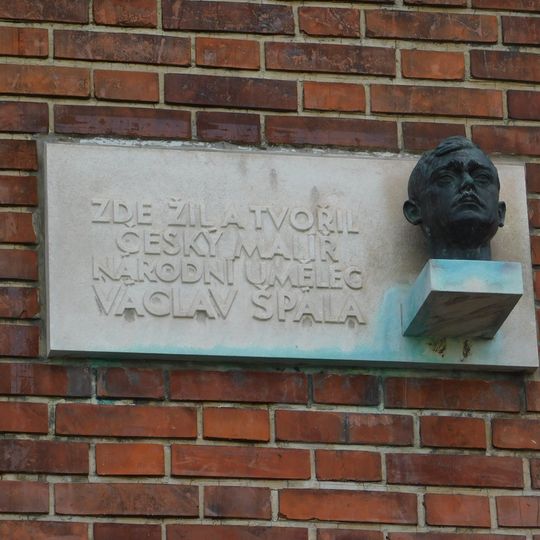 ZDE ŽIL A TVOŘIL
ČESKÝ MALÍŘ
NÁRODNÍ UMĚLEC
VÁCLAV ŠPÁLA